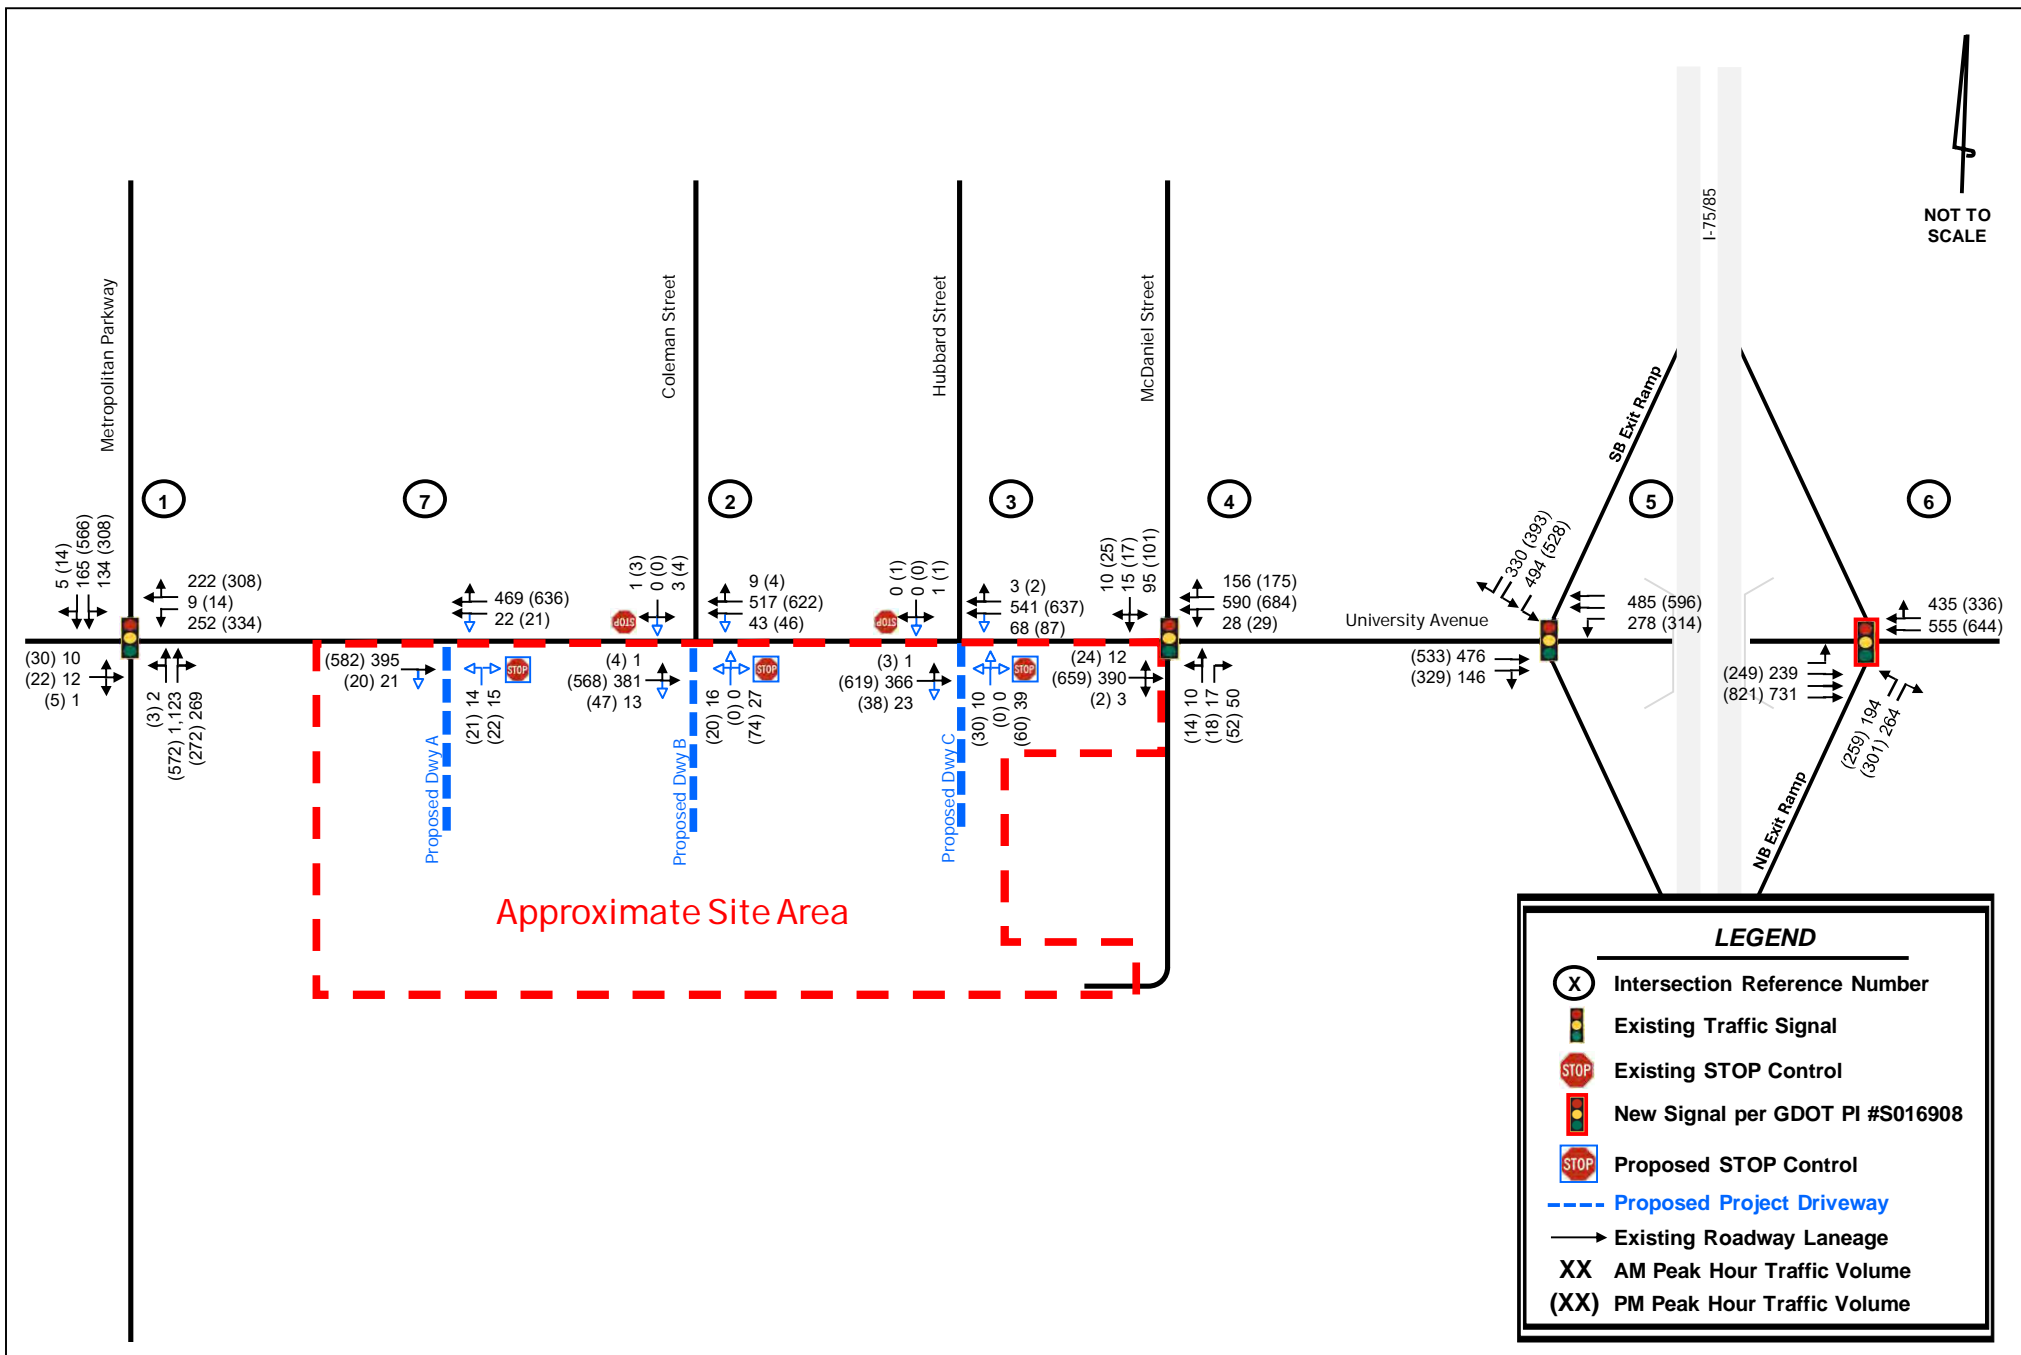 NOT TO
SCALE
I-75/85
Metropolitan Parkway
Coleman Street
Hubbard Street
McDaniel Street
SB Exit Ramp
1
7
2
3
4
5
6
5 (14)
165 (566)
134 (308)
222 (308)
9 (14)
252 (334)
(30) 10
(22) 12
(5) 1
(3) 2
(572) 1,123
(272) 269
469 (636)
22 (21)
(582) 395
(20) 21
(21) 14
(22) 15
STOP
Proposed Dwy A
1 (3)
0 (0)
3 (4)
STOP
9 (4)
517 (622)
43 (46)
(4) 1
(568) 381
(47) 13
(20) 16
(0) 0
(74) 27
STOP
Proposed Dwy B
0 (1)
0 (0)
1 (1)
STOP
3 (2)
541 (637)
68 (87)
(3) 1
(619) 366
(38) 23
(30) 10
(0) 0
(60) 39
STOP
Proposed Dwy C
10 (25)
15 (17)
95 (101)
156 (175)
590 (684)
28 (29)
(24) 12
(659) 390
(2) 3
(14) 10
(18) 17
(52) 50
University Avenue
330 (393)
494 (528)
485 (596)
278 (314)
(533) 476
(329) 146
435 (336)
555 (644)
(249) 239
(821) 731
(259) 194
(301) 264
NB Exit Ramp
Approximate Site Area
LEGEND
X Intersection Reference Number
Existing Traffic Signal
STOP Existing STOP Control
New Signal per GDOT PI #S016908
STOP Proposed STOP Control
Proposed Project Driveway
Existing Roadway Laneage
XX AM Peak Hour Traffic Volume
(XX) PM Peak Hour Traffic Volume